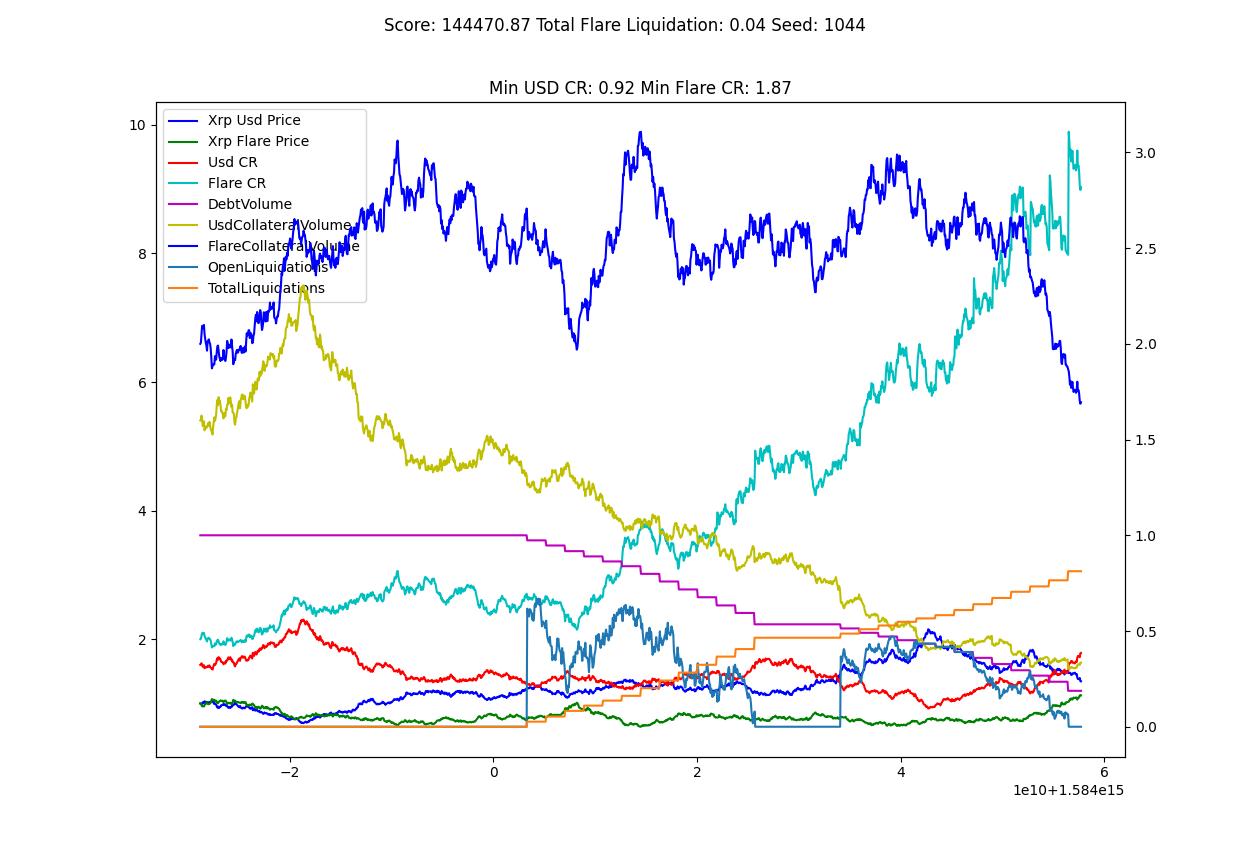 Score: 144470.87 Total Flare Liquidation: 0.04 Seed: 1044
Min USD CR: 0.92 Min Flare CR: 1.87
Xrp Usd Price
Xrp Flare Price
Usd CR
Flare CR
DebtVolume
UsdCollateralVolume
FlareCollateralVolume
OpenLiquidations
TotalLiquidations
10
8
6
4
2
3.0
2.5
2.0
1.5
1.0
0.5
0.0
−2
0
2
4
6
1e10+1.584e15